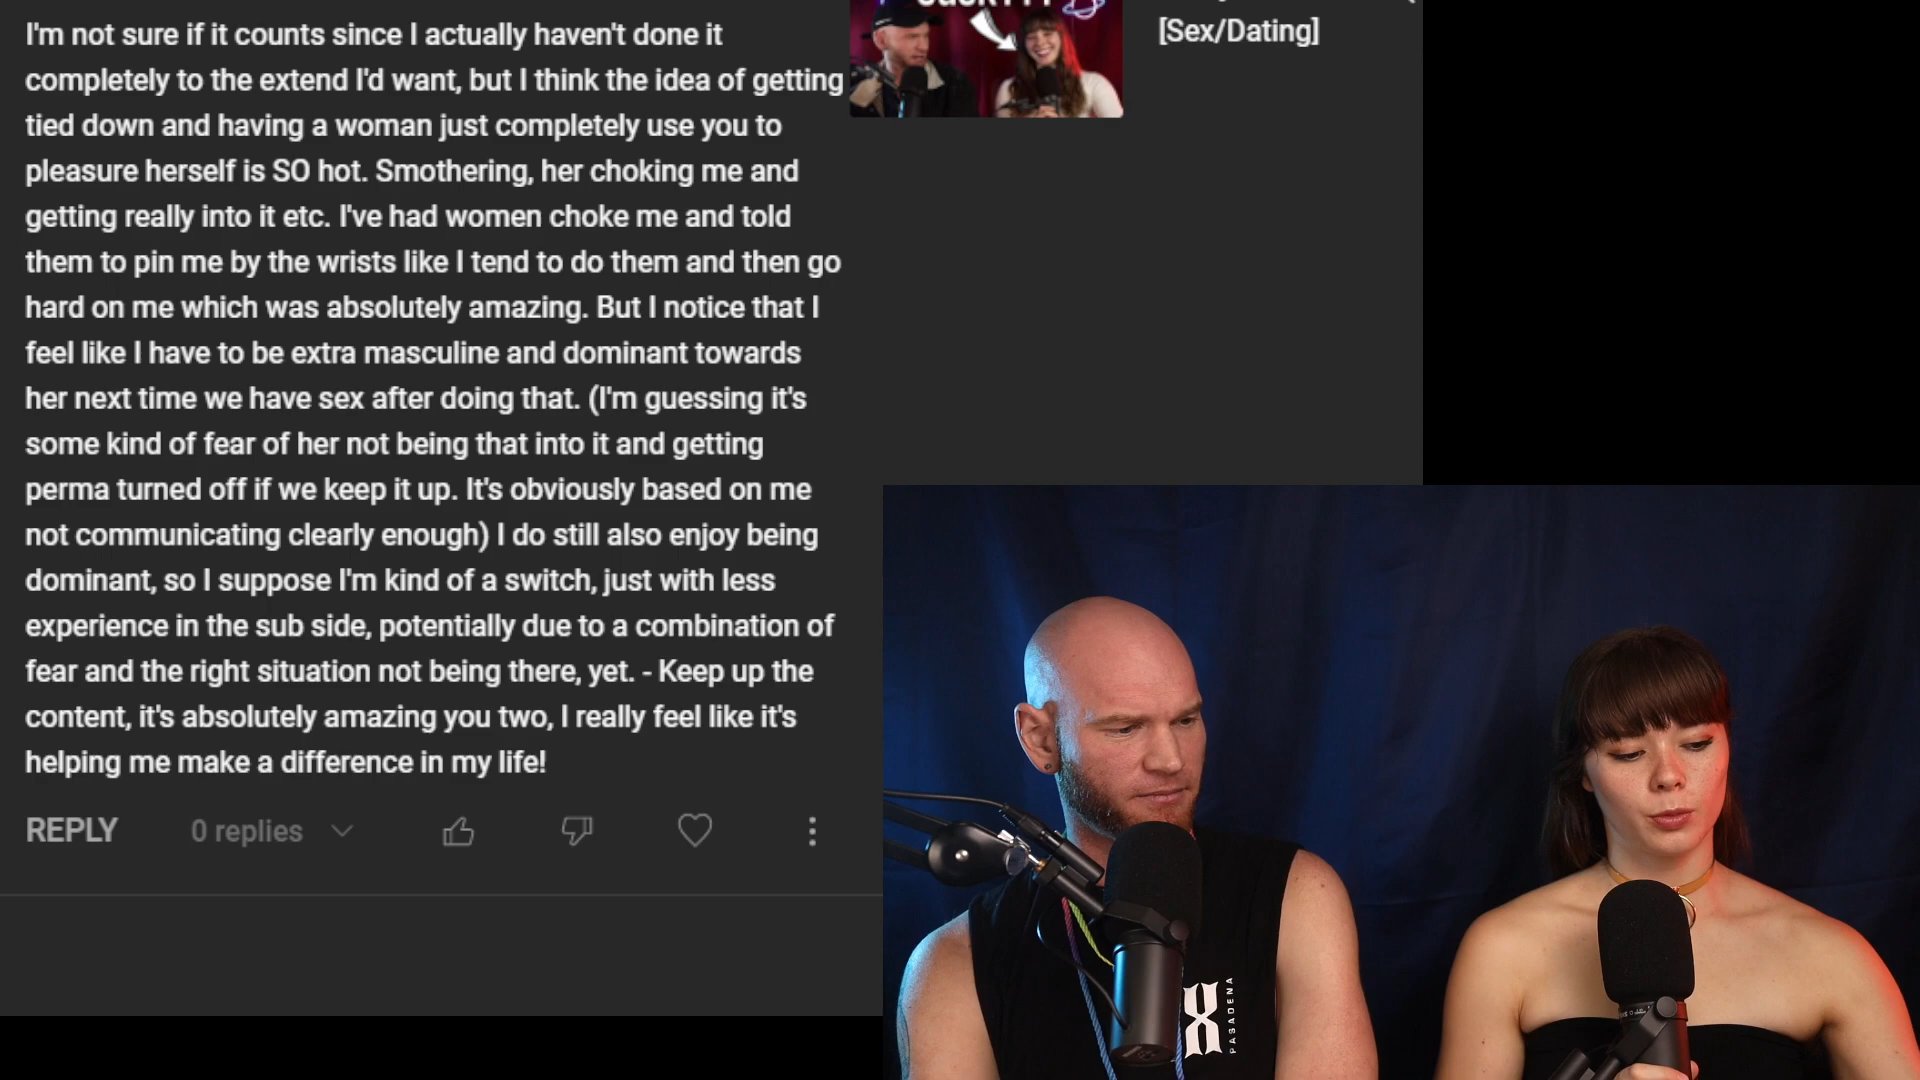 I'm not sure if it counts since I actually haven't done it
completely to the extend I'd want, but I think the idea of getting
tied down and having a woman just completely use you to
pleasure herself is SO hot. Smothering, her choking me and
getting really into it etc. I've had women choke me and told
them to pin me by the wrists like I tend to do them and then go
hard on me which was absolutely amazing. But I notice that I
feel like I have to be extra masculine and dominant towards
her next time we have sex after doing that. (I'm guessing it's
some kind of fear of her not being that into it and getting
perma turned off if we keep it up. It's obviously based on me
not communicating clearly enough) I do still also enjoy being
dominant, so I suppose I'm kind of a switch, just with less
experience in the sub side, potentially due to a combination of
fear and the right situation not being there, yet. - Keep up the
content, it's absolutely amazing you two, I really feel like it's
helping me make a difference in my life!
REPLY 0 replies
[Sex/Dating]
PASADENA